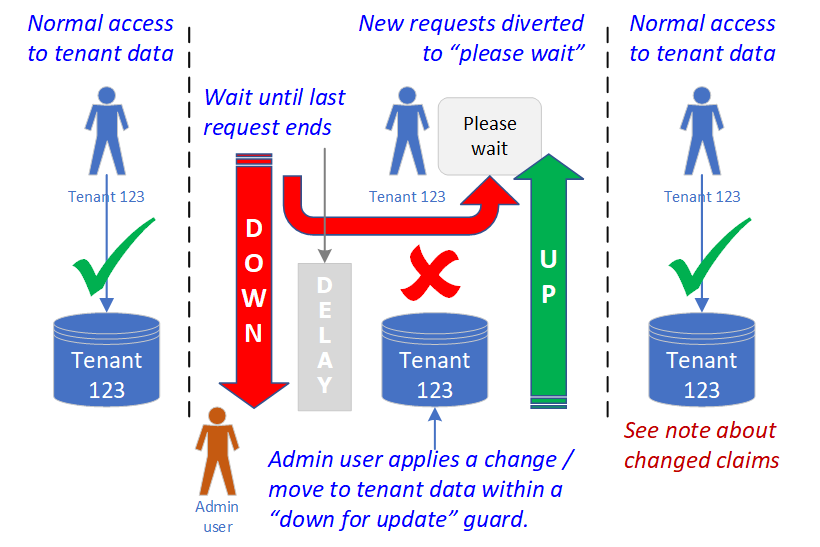 Normal access
to tenant data
New requests diverted
to “please wait”
Normal access
to tenant data
Wait until last
request ends
Please
wait
Tenant 123
Tenant 123
Tenant 123
DOWN
DELAY
UP
Tenant
123
Tenant
123
Tenant
123
Admin
user
Admin user applies a change /
move to tenant data within a
“down for update” guard.
See note about
changed claims